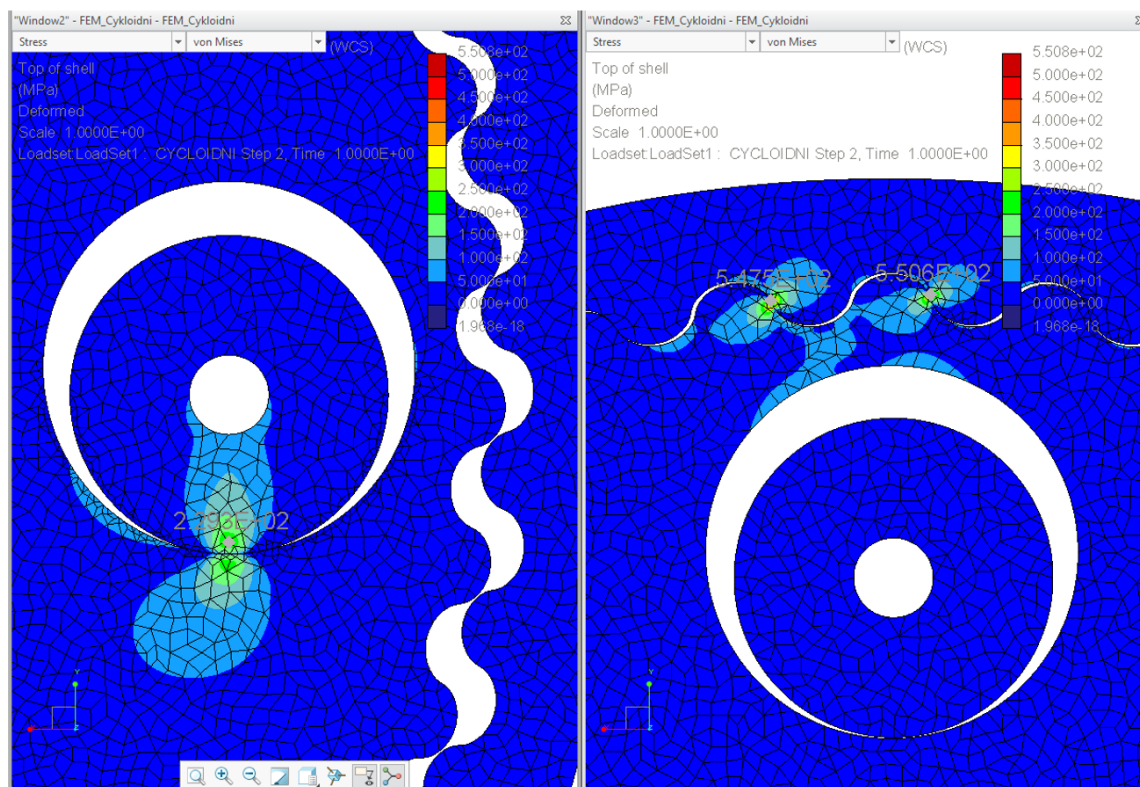 "Window2" - FEM_Cykloidni - FEM_Cykloidni
Stress von Mises (WCS)
Top of shell
(MPa)
Deformed
Scale 1.0000E+00
Loadset:LoadSet1 : CYCLOIDNI Step 2, Time 1.0000E+00
5.508e+02
5.000e+02
4.500e+02
4.000e+02
3.500e+02
3.000e+02
2.500e+02
2.000e+02
1.500e+02
1.000e+02
5.000e+01
0.000e+00
1.968e-18
Y
Z
"Window3" - FEM_Cykloidni - FEM_Cykloidni
Stress von Mises (WCS)
Top of shell
(MPa)
Deformed
Scale 1.0000E+00
Loadset:LoadSet1 : CYCLOIDNI Step 2, Time 1.0000E+00
5.508e+02
5.000e+02
4.500e+02
4.000e+02
3.500e+02
3.000e+02
2.500e+02
2.000e+02
1.500e+02
1.000e+02
5.000e+01
0.000e+00
1.968e-18
5.475E+02
5.506E+02
Y
Z